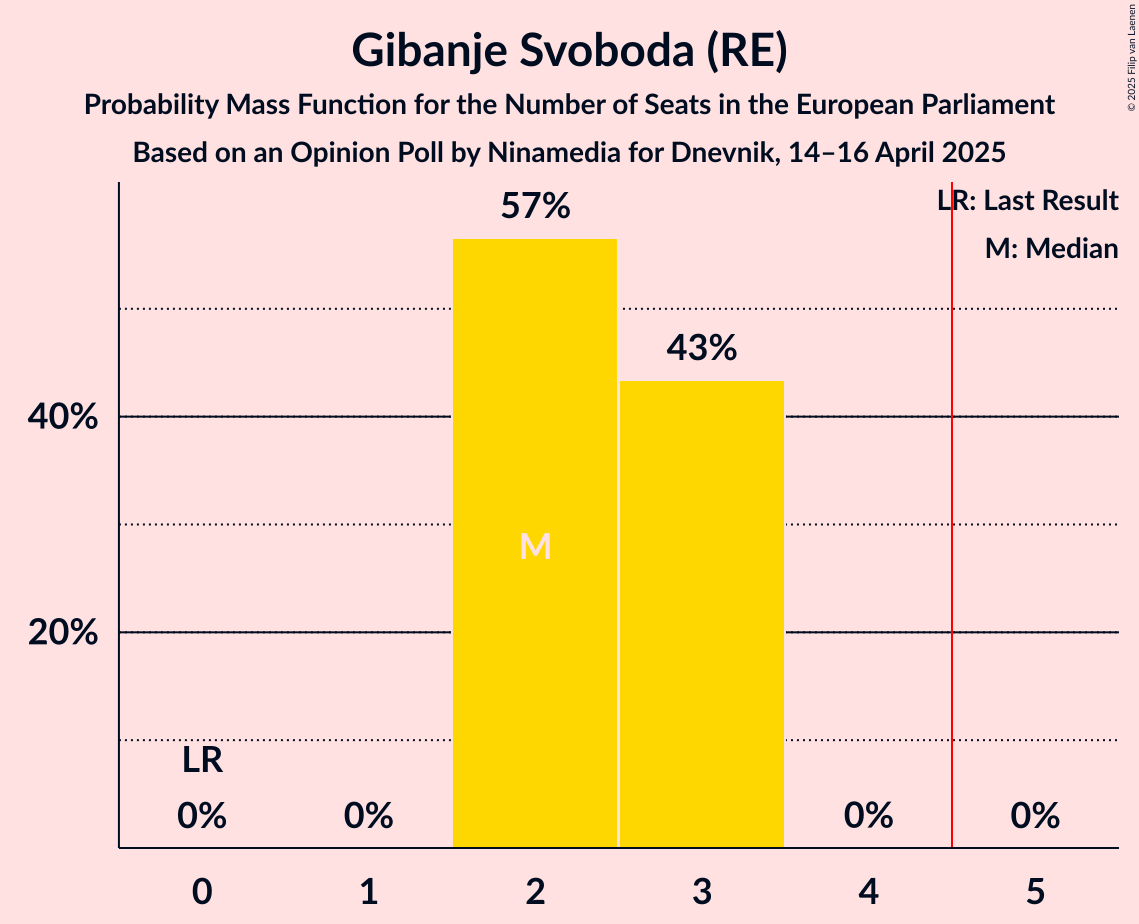 Gibanje Svoboda (RE)
Probability Mass Function for the Number of Seats in the European Parliament
Based on an Opinion Poll by Ninamedia for Dnevnik, 14–16 April 2025
© 2025 Filip van Laenen
LR: Last Result
M: Median
57%
43%
40%
M
20%
LR
0%
0%
0%
0%
0
1
2
3
4
5